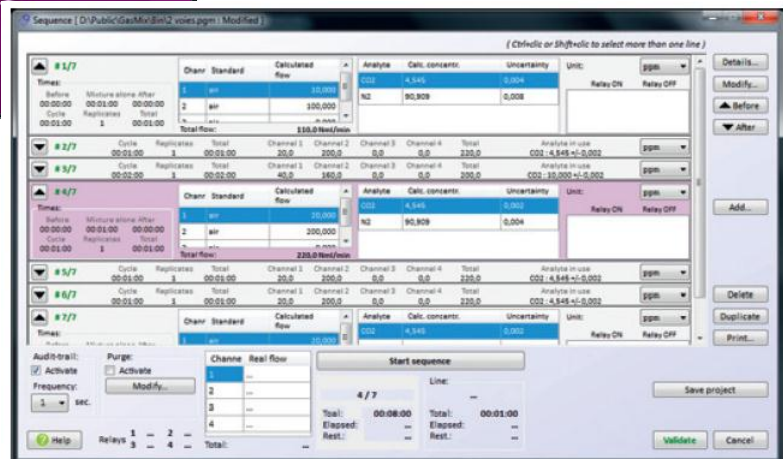 Sequence [ D:\Public\GasMix\Bin\2 voies.pgm : Modified ]
( Ctrl+clic or Shift+clic to select more than one line )
# 1/7
Times:
Before Mixture alone After
00:00:00 00:01:00 00:00:00
Cycle Replicates Total
00:01:00 1 00:01:00
Chanr Standard Calculated flow
1 air 10,000
2 air 100,000
Total flow: 110,0 Nml/min
Analyte Calc. concentr. Uncertainty
CO2 4,545 0,004
N2 90,909 0,008
Unit: ppm
Relay ON Relay OFF
# 2/7 Cycle Replicates Total Channel 1 Channel 2 Channel 3 Channel 4 Total Analyte in use
00:01:00 1 00:01:00 20,0 200,0 0,0 0,0 220,0 CO2 : 4,545 +/- 0,002 ppm
# 3/7 Cycle Replicates Total Channel 1 Channel 2 Channel 3 Channel 4 Total Analyte in use
00:02:00 1 00:02:00 40,0 160,0 0,0 0,0 200,0 CO2 : 10,000 +/- 0,002 ppm
# 4/7
Times:
Before Mixture alone After
00:00:00 00:01:00 00:00:00
Cycle Replicates Total
00:01:00 1 00:01:00
Chanr Standard Calculated flow
1 air 20,000
2 air 200,000
Total flow: 220,0 Nml/min
Analyte Calc. concentr. Uncertainty
CO2 4,545 0,002
N2 90,909 0,004
Unit: ppm
Relay ON Relay OFF
# 5/7 Cycle Replicates Total Channel 1 Channel 2 Channel 3 Channel 4 Total Analyte in use
00:01:00 1 00:01:00 20,0 200,0 0,0 0,0 220,0 CO2 : 4,545 +/- 0,002 ppm
# 6/7 Cycle Replicates Total Channel 1 Channel 2 Channel 3 Channel 4 Total Analyte in use
00:01:00 1 00:01:00 20,0 200,0 0,0 0,0 220,0 CO2 : 4,545 +/- 0,002 ppm
# 7/7
Times:
Chanr Standard Calculated flow
1 air 20,000
Analyte Calc. concentr. Uncertainty
CO2 4,545 0,002
Unit: ppm
Relay ON Relay OFF
Details...
Modify...
Before
After
Add...
Delete
Duplicate
Print...
Audit-trail:
Activate
Frequency:
1 sec.
Purge:
Activate
Modify...
Channe Real flow
1 ...
2 ...
3 ...
4 ...
Total: ...
Start sequence
4 / 7
Toal: 00:08:00
Elapsed: ...
Rest.: ...
Line:
...
Total: 00:01:00
Elapsed: ...
Rest.: ...
Help
Relays 1 ... 2 ...
3 ... 4 ...
Save project
Validate
Cancel